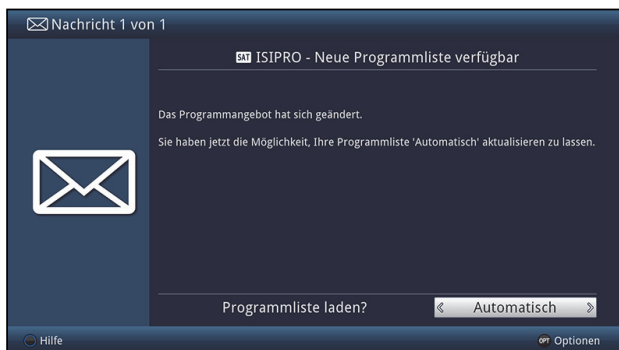 Nachricht 1 von 1
SAT ISIPRO - Neue Programmliste verfügbar
Das Programmangebot hat sich geändert.
Sie haben jetzt die Möglichkeit, Ihre Programmliste 'Automatisch' aktualisieren zu lassen.
Programmliste laden? « Automatisch »
Hilfe OPT Optionen